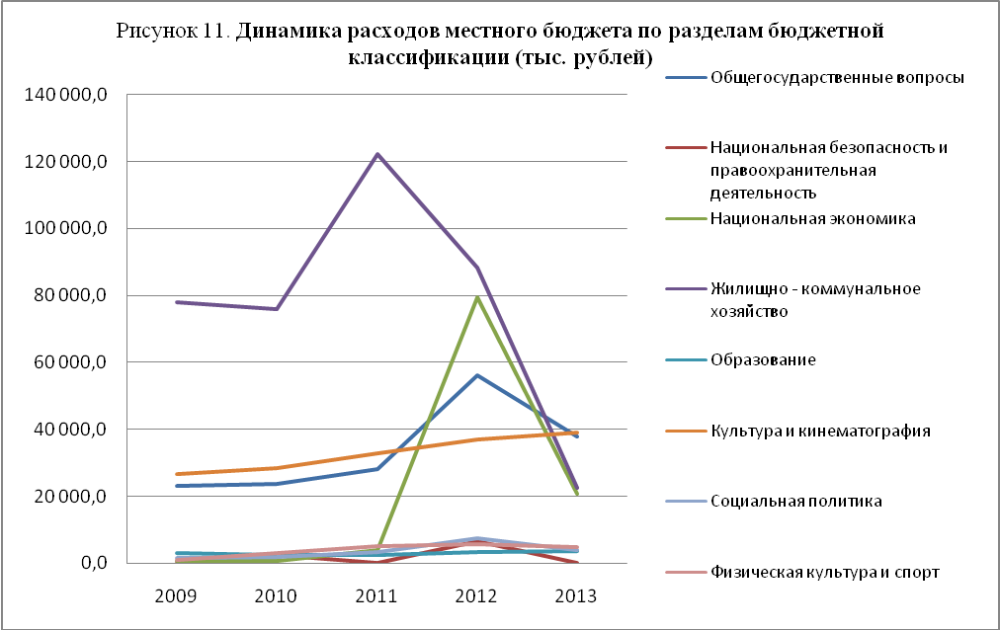 Рисунок 11. Динамика расходов местного бюджета по разделам бюджетной
классификации (тыс. рублей)
140 000,0
120 000,0
100 000,0
80 000,0
60 000,0
40 000,0
20 000,0
0,0
2009 2010 2011 2012 2013
Общегосударственные вопросы
Национальная безопасность и
правоохранительная
деятельность
Национальная экономика
Жилищно - коммунальное
хозяйство
Образование
Культура и кинематография
Социальная политика
Физическая культура и спорт